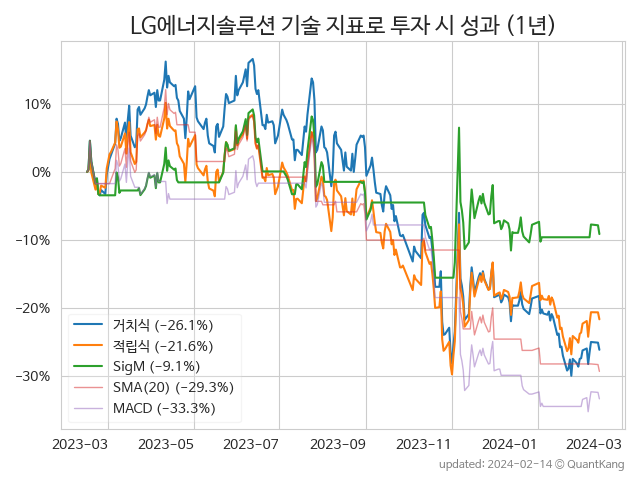 LG에너지솔루션 기술 지표로 투자 시 성과 (1년)
10%
0%
−10%
−20%
−30%
거치식 (−26.1%)
적립식 (−21.6%)
SigM (−9.1%)
SMA(20) (−29.3%)
MACD (−33.3%)
2023-03 2023-05 2023-07 2023-09 2023-11 2024-01 2024-03
updated: 2024-02-14 © QuantKang